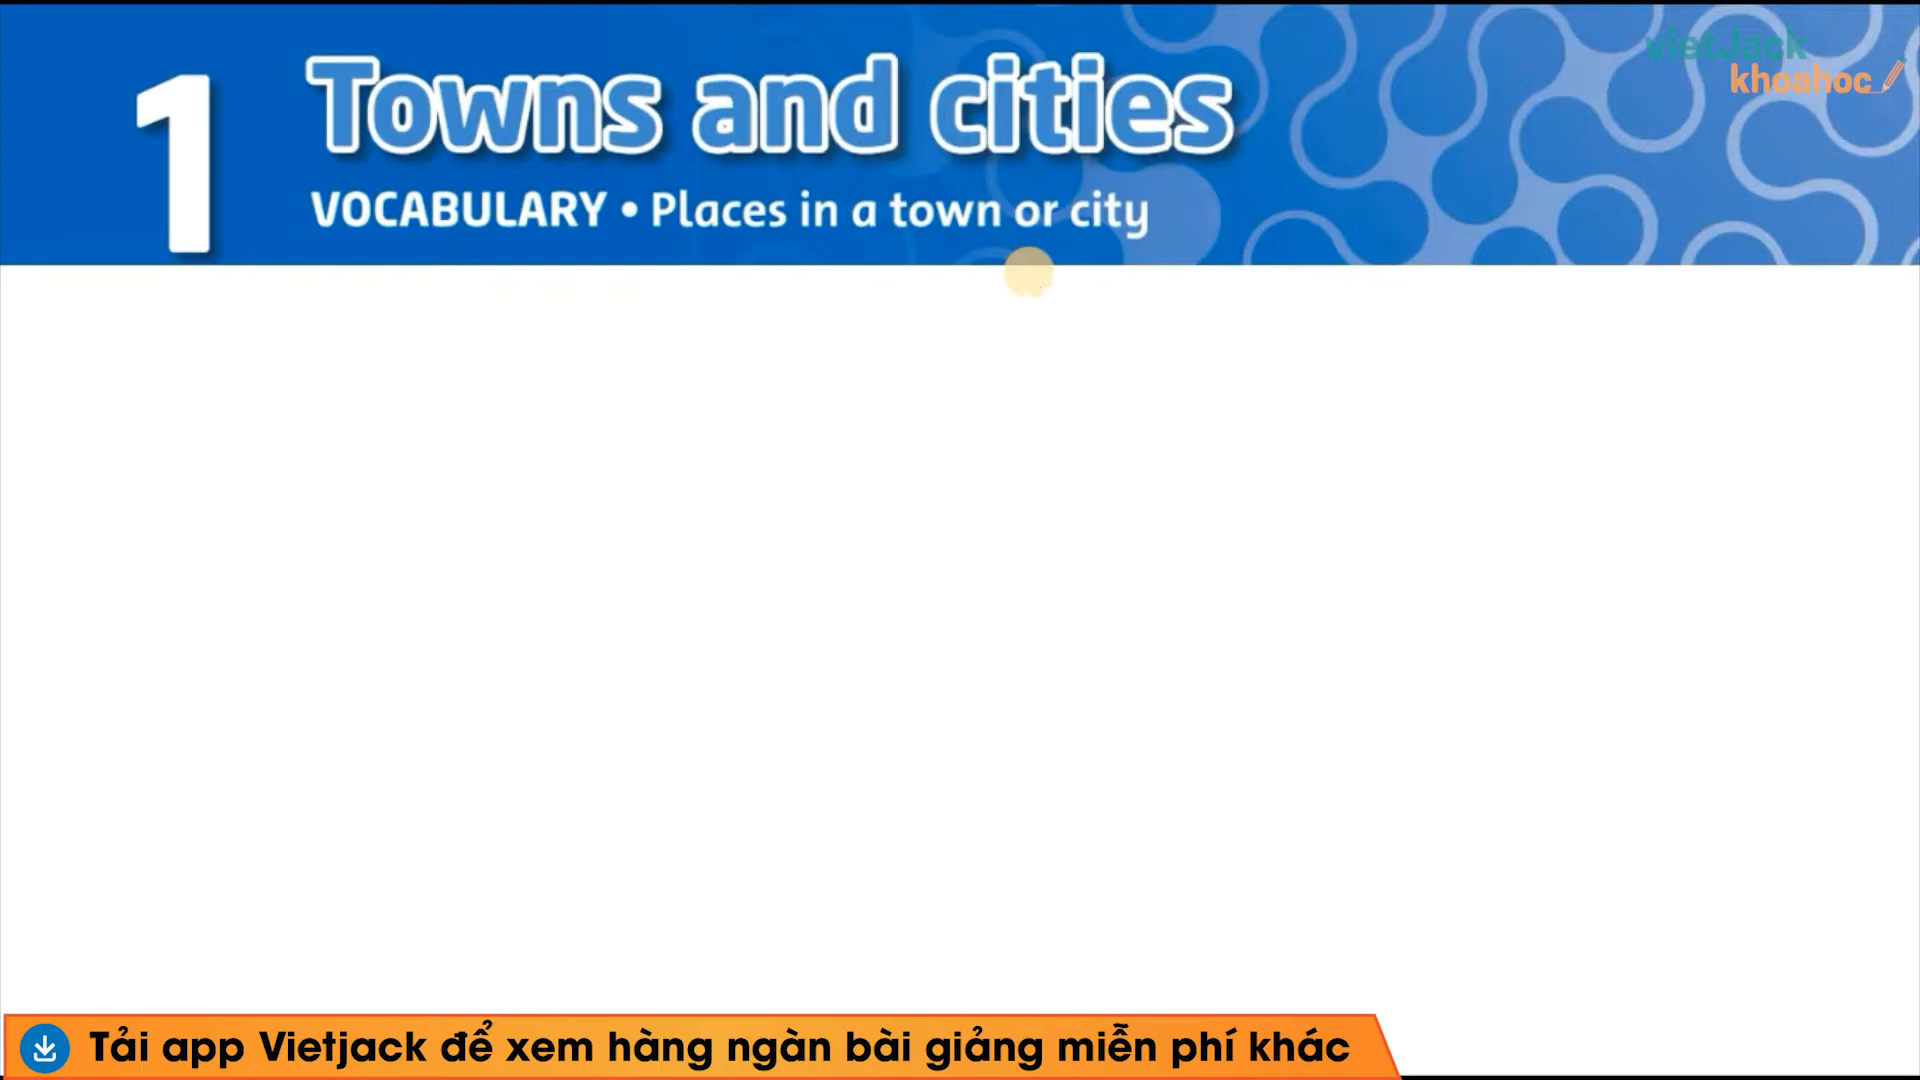 1
Towns and cities
VOCABULARY • Places in a town or city
vietJack
khoahoc
Tải app Vietjack để xem hàng ngàn bài giảng miễn phí khác